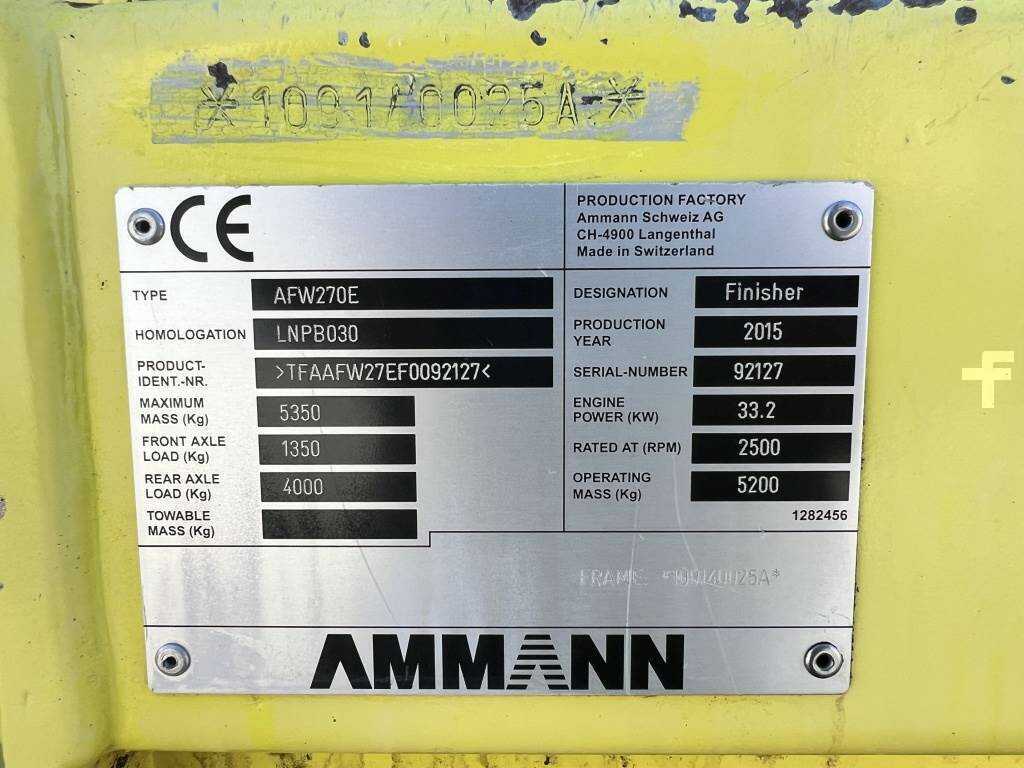 CE
PRODUCTION FACTORY
Ammann Schweiz AG
CH-4900 Langenthal
Made in Switzerland
TYPE AFW270E
HOMOLOGATION LNPB030
PRODUCT-
IDENT.-NR. >TFAAFW27EF0092127<
MAXIMUM
MASS (Kg) 5350
FRONT AXLE
LOAD (Kg) 1350
REAR AXLE
LOAD (Kg) 4000
TOWABLE
MASS (Kg)
DESIGNATION Finisher
PRODUCTION
YEAR 2015
SERIAL-NUMBER 92127
ENGINE
POWER (KW) 33.2
RATED AT (RPM) 2500
OPERATING
MASS (Kg) 5200
1282456
FRAME
AMMANN
f